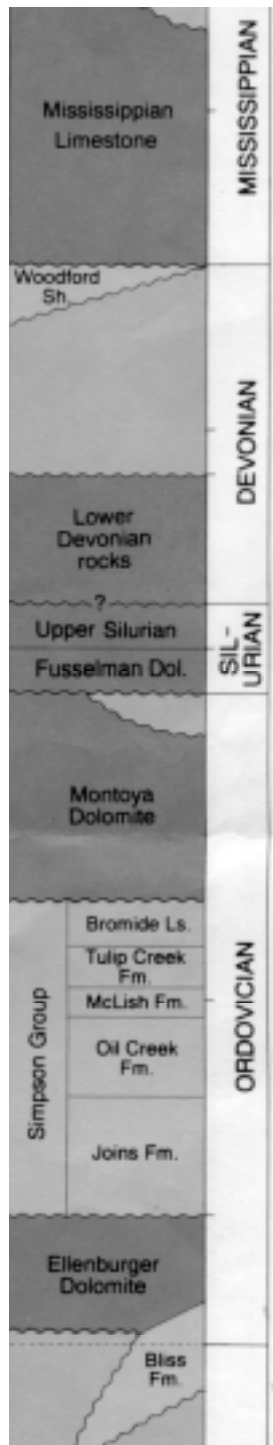 Mississippian
Limestone
MISSISSIPPIAN
Woodford
Sh.
DEVONIAN
Lower
Devonian
rocks
?
Upper Silurian
Fusselman Dol.
SIL-
URIAN
Montoya
Dolomite
ORDOVICIAN
Simpson Group
Bromide Ls.
Tulip Creek
Fm.
McLish Fm.
Oil Creek
Fm.
Joins Fm.
Ellenburger
Dolomite
Bliss
Fm.